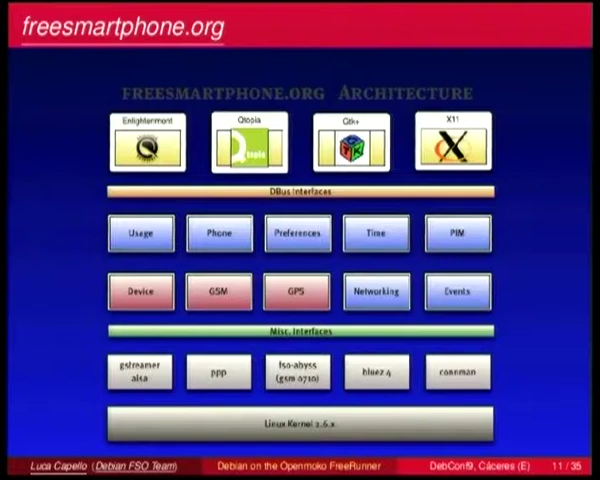 freesmartphone.org
FREESMARTPHONE.ORG ARCHITECTURE
Enlightenment
Qtopia
Gtk+
X11
DBus Interfaces
Usage
Phone
Preferences
Time
PIM
Device
GSM
GPS
Networking
Events
Misc. Interfaces
gstreamer
alsa
ppp
fso-abyss
(gsm 0710)
bluez 4
connman
Linux Kernel 2.6.x
Luca Capello (Debian FSO Team) Debian on the Openmoko FreeRunner DebConf9, Cáceres (E) 11 / 35